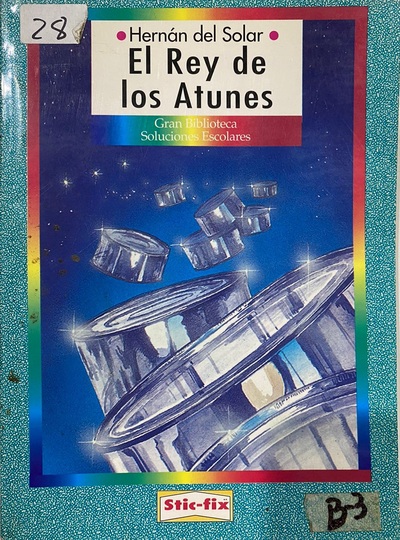 28
Hernán del Solar
El Rey de
los Atunes
Gran Biblioteca
Soluciones Escolares
Stic-fix
B-3